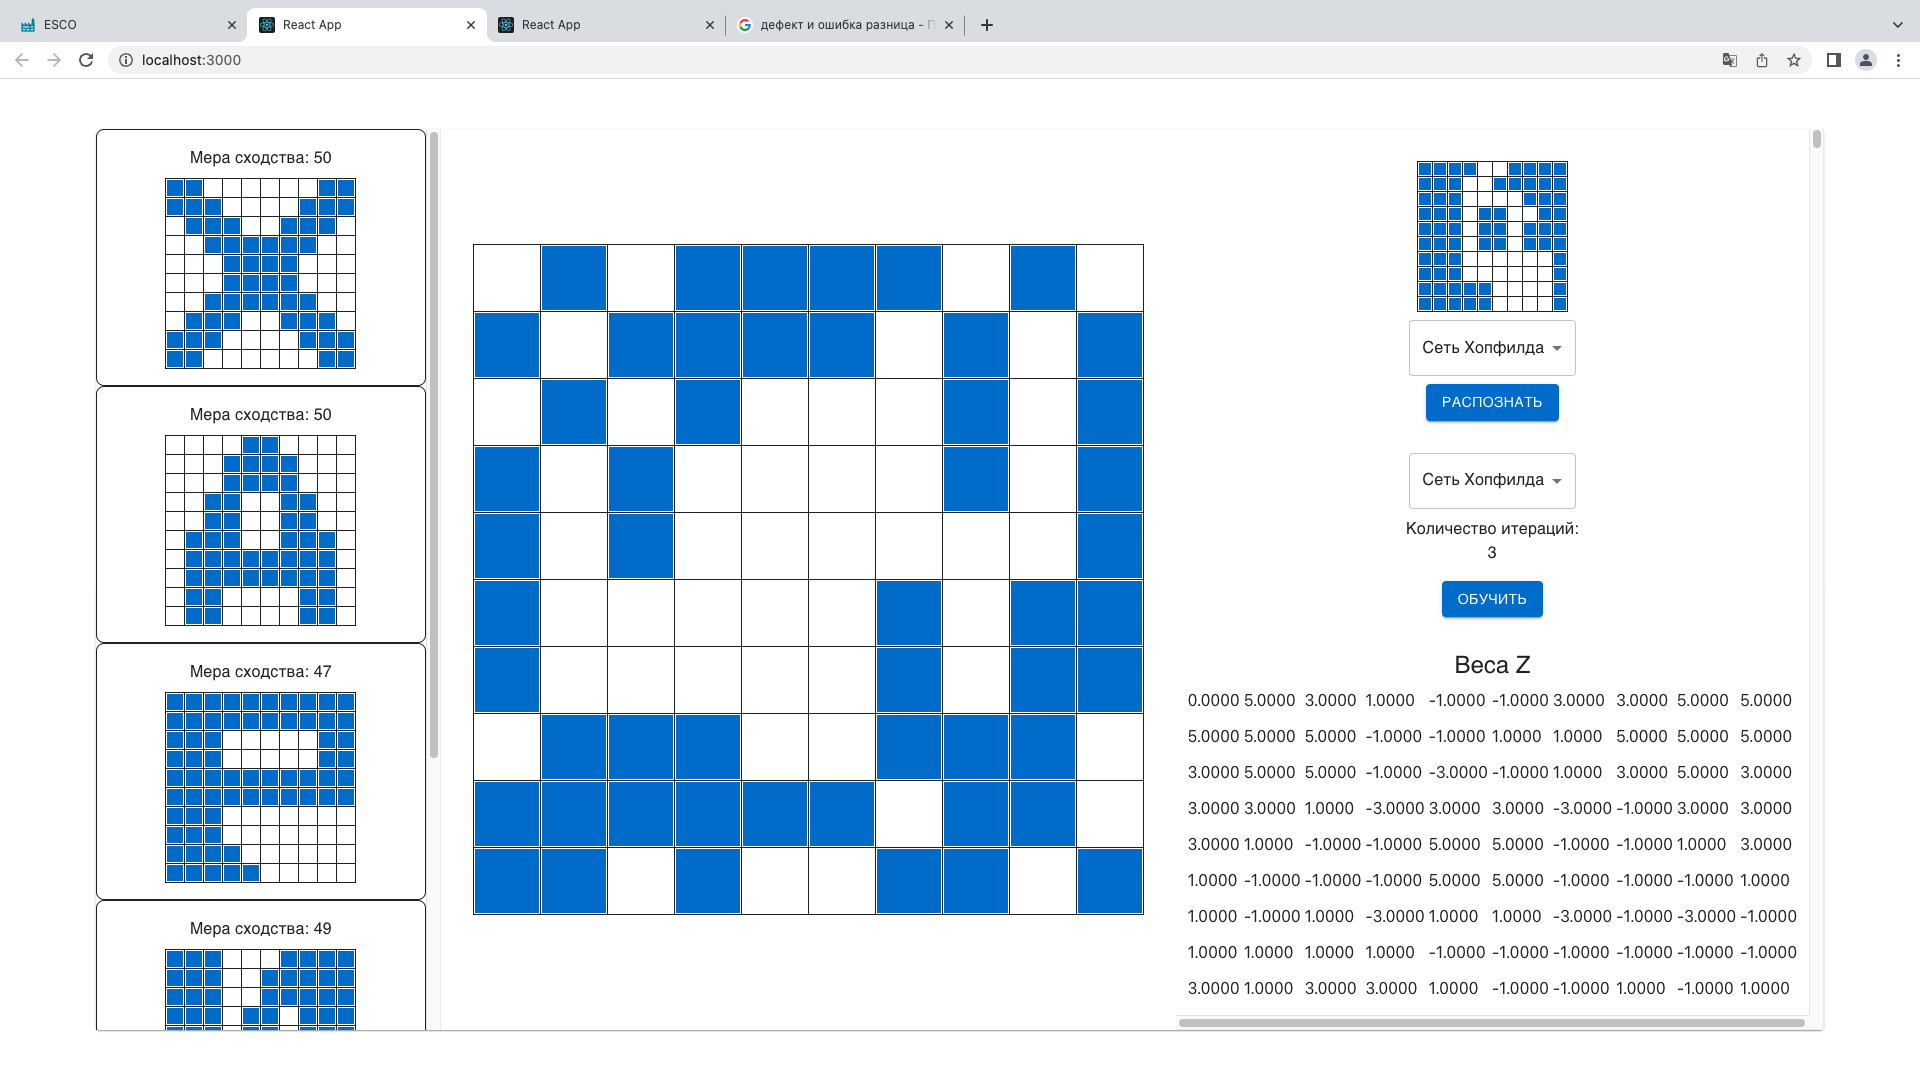 ESCO
React App
React App
дефект и ошибка разница - П
localhost:3000
Мера сходства: 50
Мера сходства: 50
Мера сходства: 47
Мера сходства: 49
Сеть Хопфилда
РАСПОЗНАТЬ
Сеть Хопфилда
Количество итераций:
3
ОБУЧИТЬ
Веса Z
0.0000 5.0000 3.0000 1.0000 -1.0000 -1.0000 3.0000 3.0000 5.0000 5.0000
5.0000 5.0000 5.0000 -1.0000 -1.0000 1.0000 1.0000 5.0000 5.0000 5.0000
3.0000 5.0000 5.0000 -1.0000 -3.0000 -1.0000 1.0000 3.0000 5.0000 3.0000
3.0000 3.0000 1.0000 -3.0000 3.0000 3.0000 -3.0000 -1.0000 3.0000 3.0000
3.0000 1.0000 -1.0000 -1.0000 5.0000 5.0000 -1.0000 -1.0000 1.0000 3.0000
1.0000 -1.0000 -1.0000 -1.0000 5.0000 5.0000 -1.0000 -1.0000 -1.0000 1.0000
1.0000 -1.0000 1.0000 -3.0000 1.0000 1.0000 -3.0000 -1.0000 -3.0000 -1.0000
1.0000 1.0000 1.0000 1.0000 -1.0000 -1.0000 -1.0000 -1.0000 -1.0000 -1.0000
3.0000 1.0000 3.0000 3.0000 1.0000 -1.0000 -1.0000 1.0000 -1.0000 1.0000